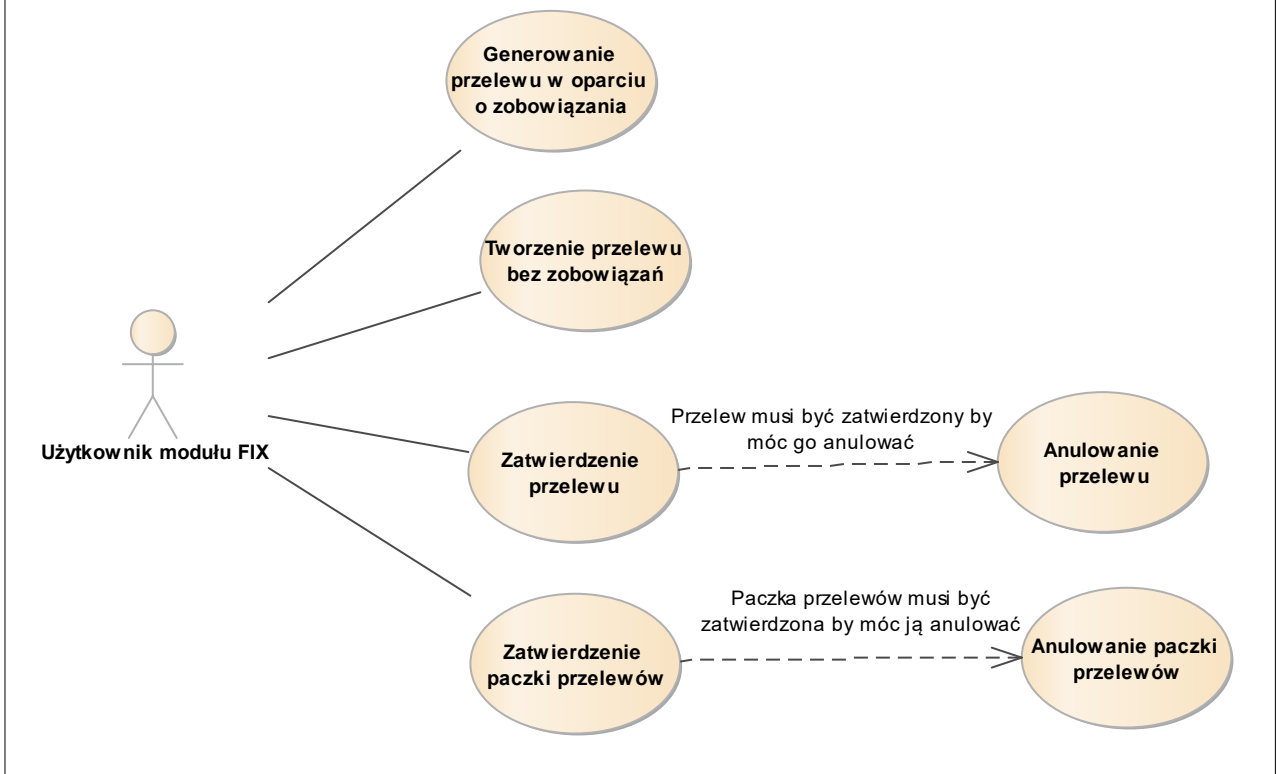 Generowanie
przelewu w oparciu
o zobowiązania
Tworzenie przelewu
bez zobowiązań
Użytkownik modułu FIX
Przelew musi być zatwierdzony by
móc go anulować
Zatwierdzenie
przelewu
Anulowanie
przelewu
Paczka przelewów musi być
zatwierdzona by móc ją anulować
Zatwierdzenie
paczki przelewów
Anulowanie paczki
przelewów